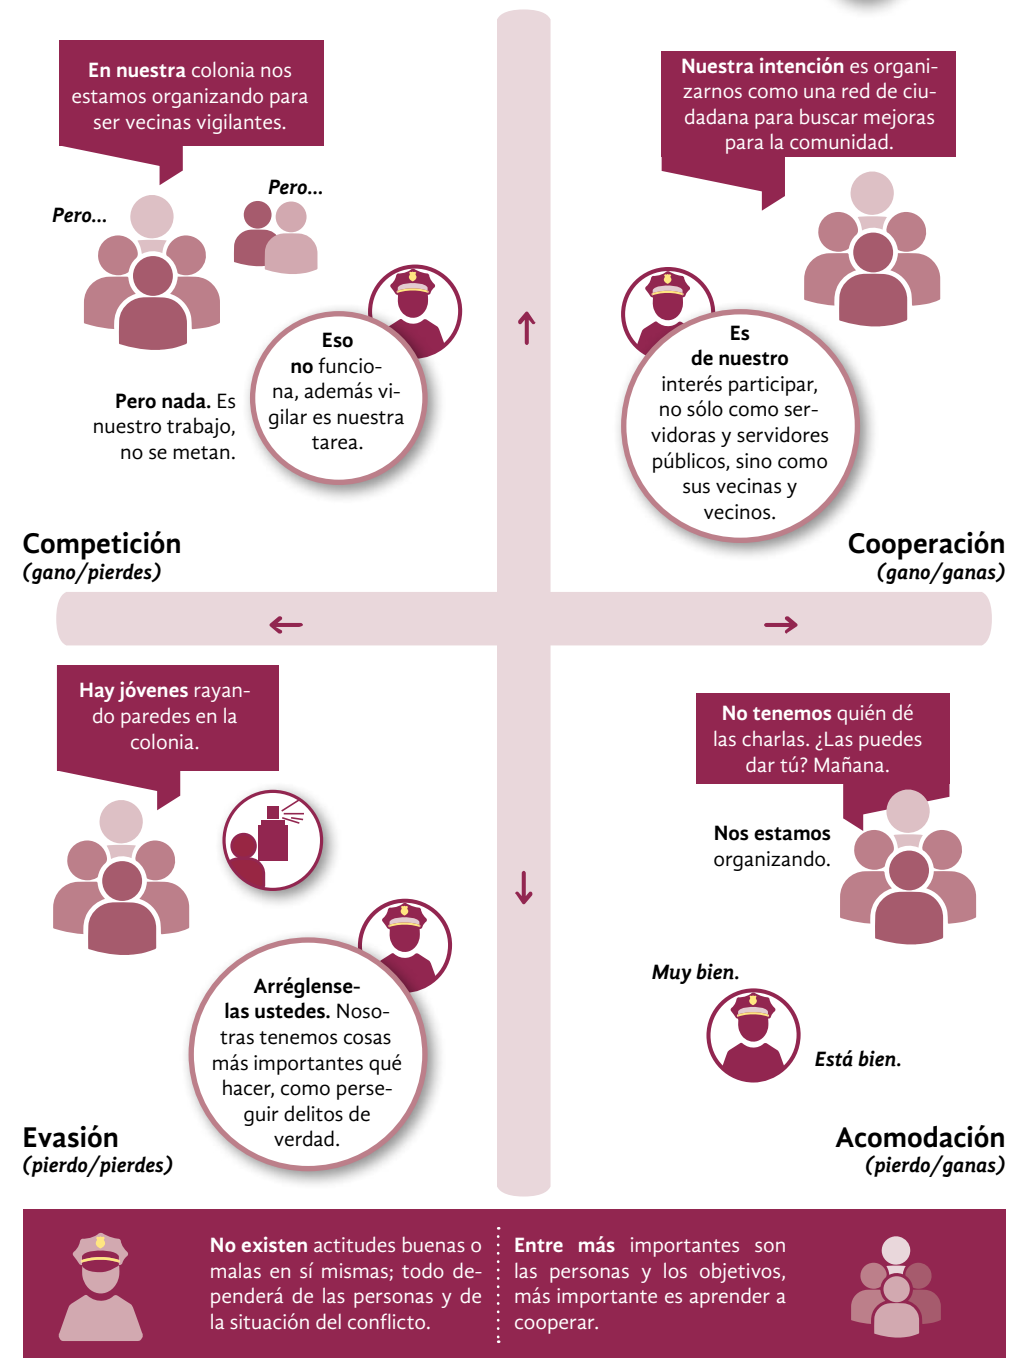 En nuestra colonia nos
estamos organizando para
ser vecinas vigilantes.
Pero...
Pero...
Eso
no funcio-
na, además vi-
gilar es nuestra
tarea.
Pero nada. Es
nuestro trabajo,
no se metan.
Competición
(gano/pierdes)
Nuestra intención es organi-
zarnos como una red de ciu-
dadana para buscar mejoras
para la comunidad.
Es
de nuestro
interés participar,
no sólo como ser-
vidoras y servidores
públicos, sino como
sus vecinas y
vecinos.
Cooperación
(gano/ganas)
Hay jóvenes rayan-
do paredes en la
colonia.
Arréglense-
las ustedes. Noso-
tras tenemos cosas
más importantes qué
hacer, como perse-
guir delitos de
verdad.
Evasión
(pierdo/pierdes)
No tenemos quién dé
las charlas. ¿Las puedes
dar tú? Mañana.
Nos estamos
organizando.
Muy bien.
Está bien.
Acomodación
(pierdo/ganas)
No existen actitudes buenas o
malas en sí mismas; todo de-
penderá de las personas y de
la situación del conflicto.
Entre más importantes son
las personas y los objetivos,
más importante es aprender a
cooperar.